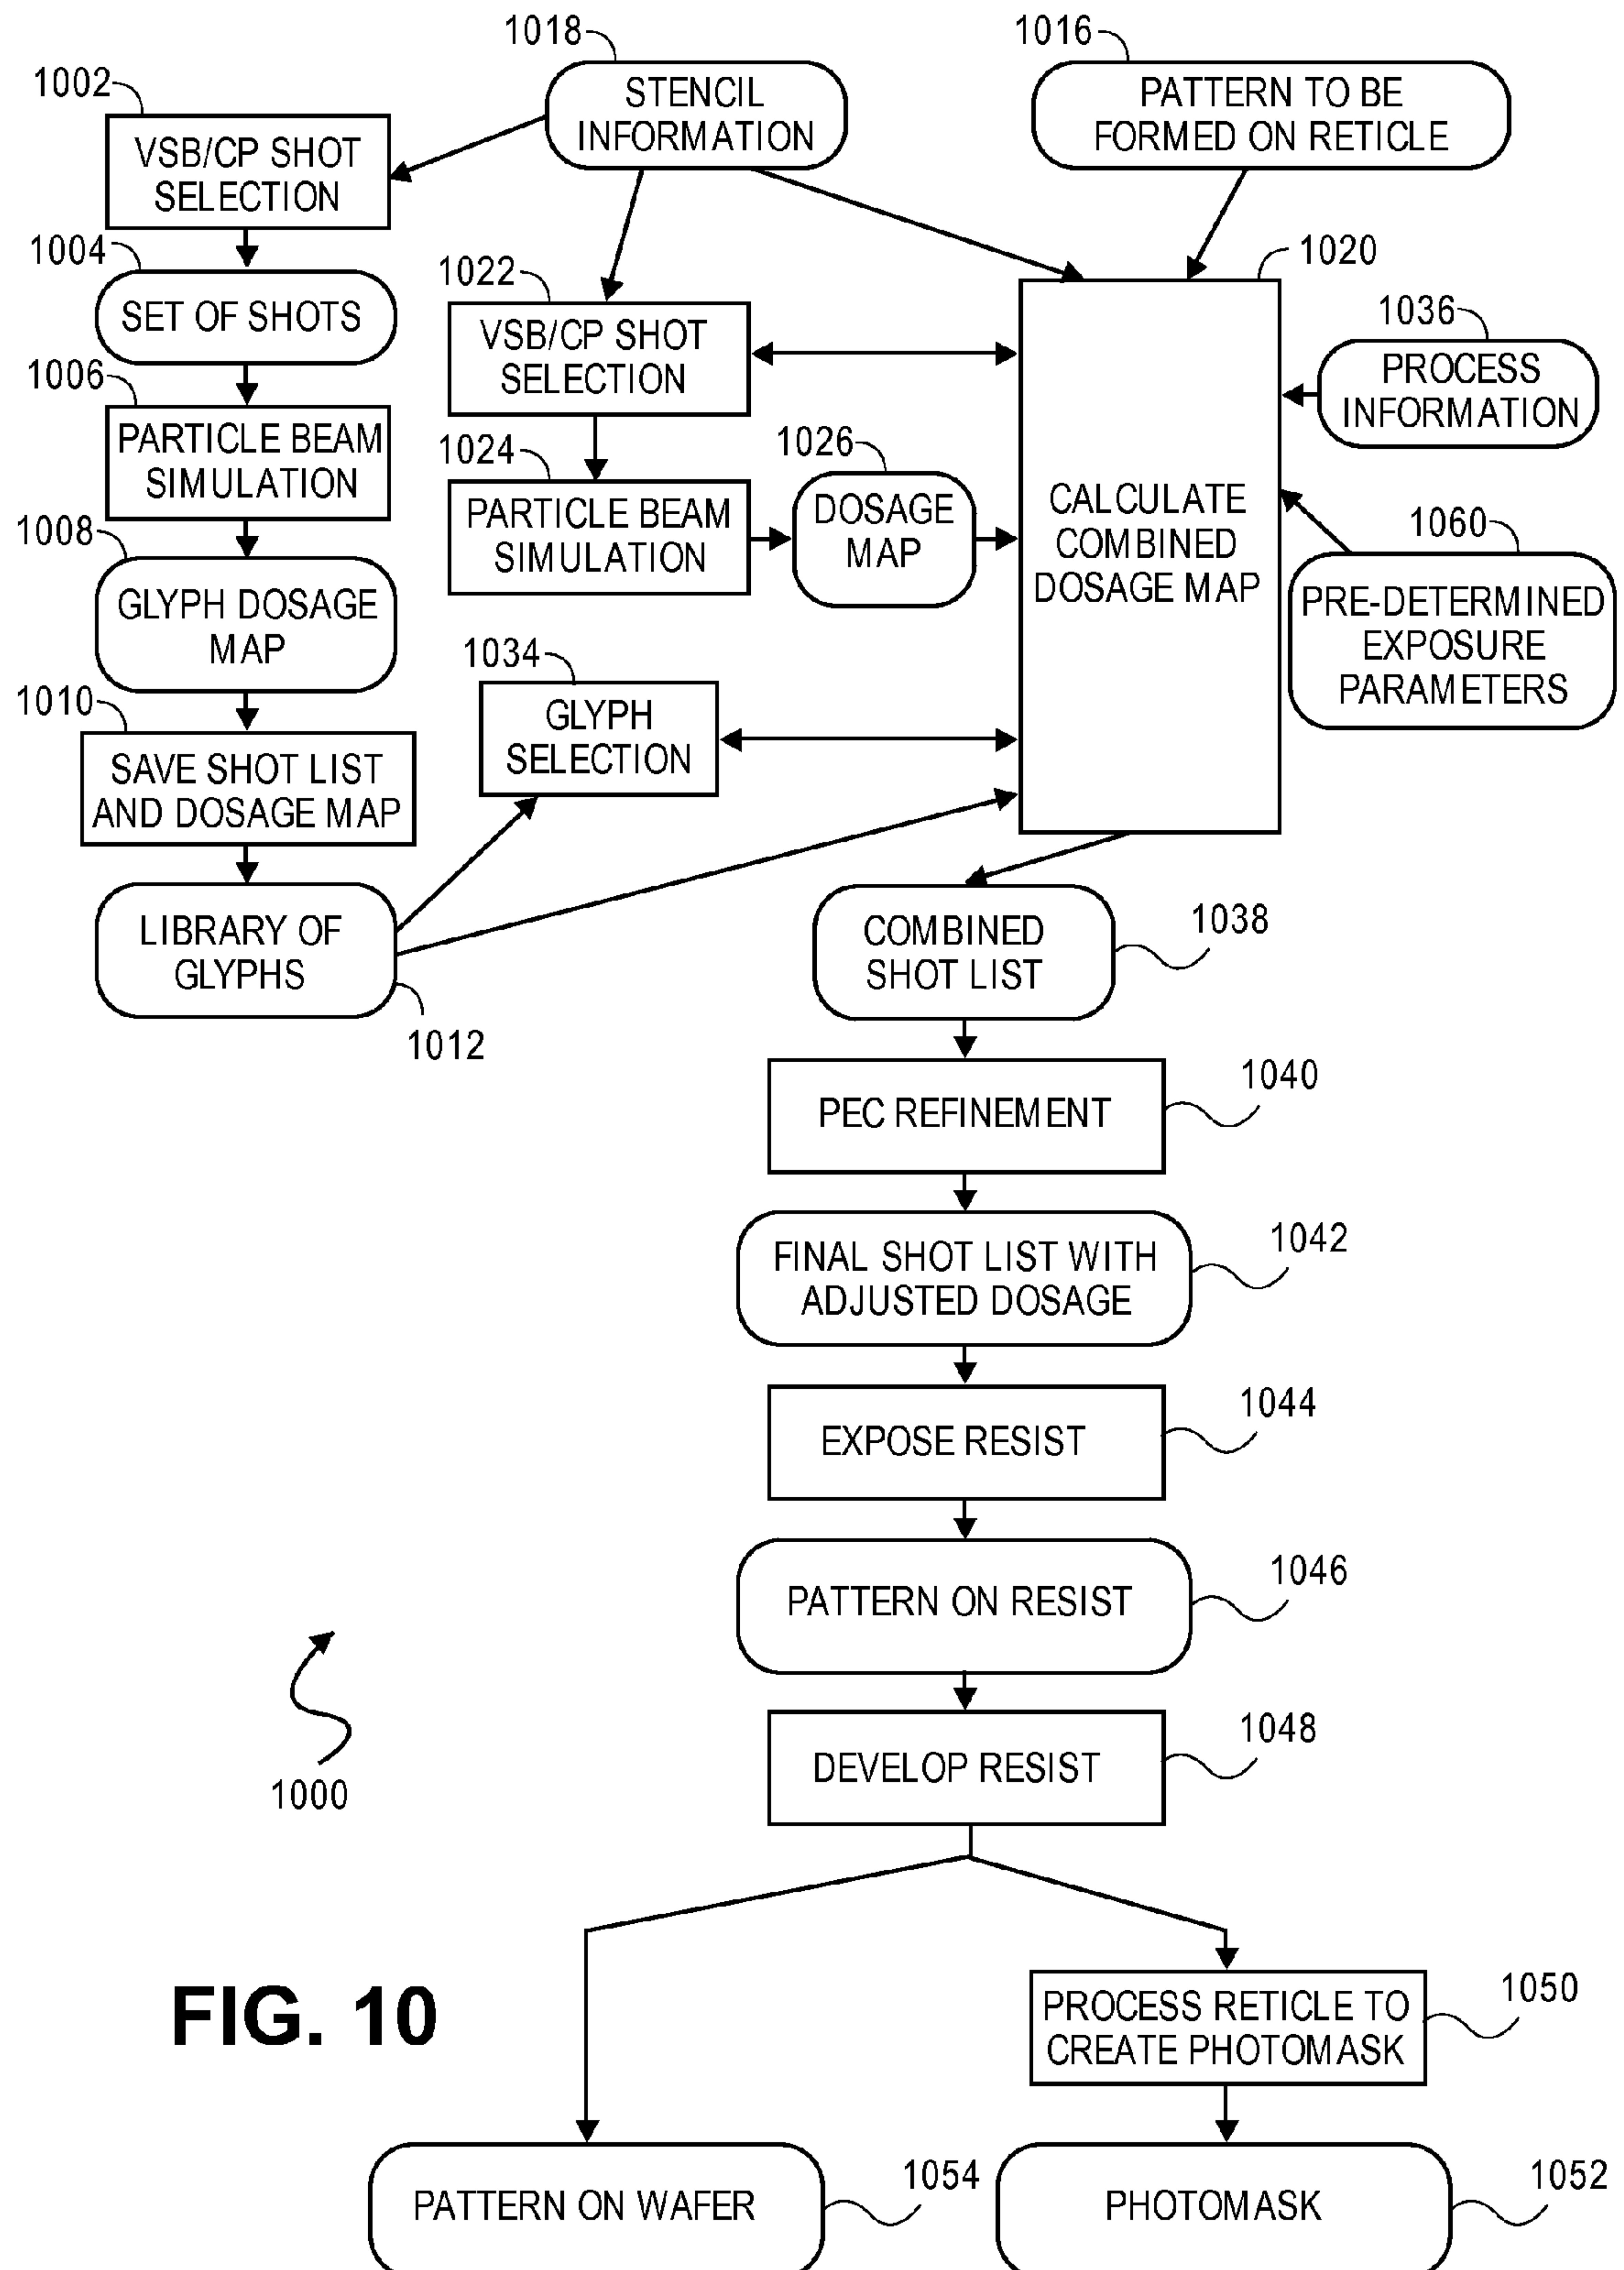 1018
1016
1002
STENCIL
INFORMATION
PATTERN TO BE
FORMED ON RETICLE
VSB/CP SHOT
SELECTION
1004
SET OF SHOTS
1022
VSB/CP SHOT
SELECTION
1020
1036
PROCESS
INFORMATION
1006
PARTICLE BEAM
SIMULATION
1024
PARTICLE BEAM
SIMULATION
1026
DOSAGE
MAP
CALCULATE
COMBINED
DOSAGE MAP
1060
PRE-DETERMINED
EXPOSURE
PARAMETERS
1008
GLYPH DOSAGE
MAP
1034
GLYPH
SELECTION
1010
SAVE SHOT LIST
AND DOSAGE MAP
LIBRARY OF
GLYPHS
1012
COMBINED
SHOT LIST
1038
PEC REFINEMENT
1040
FINAL SHOT LIST WITH
ADJUSTED DOSAGE
1042
EXPOSE RESIST
1044
PATTERN ON RESIST
1046
DEVELOP RESIST
1048
1000
FIG. 10
PROCESS RETICLE TO
CREATE PHOTOMASK
1050
PATTERN ON WAFER
1054
PHOTOMASK
1052